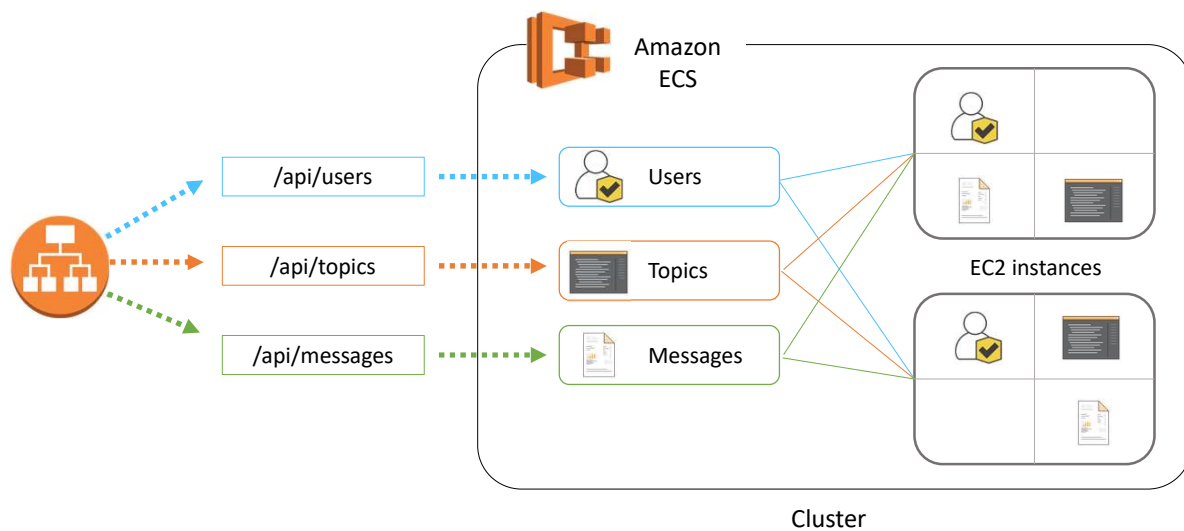 Amazon
ECS
/api/users
Users
/api/topics
Topics
EC2 instances
/api/messages
Messages
Cluster